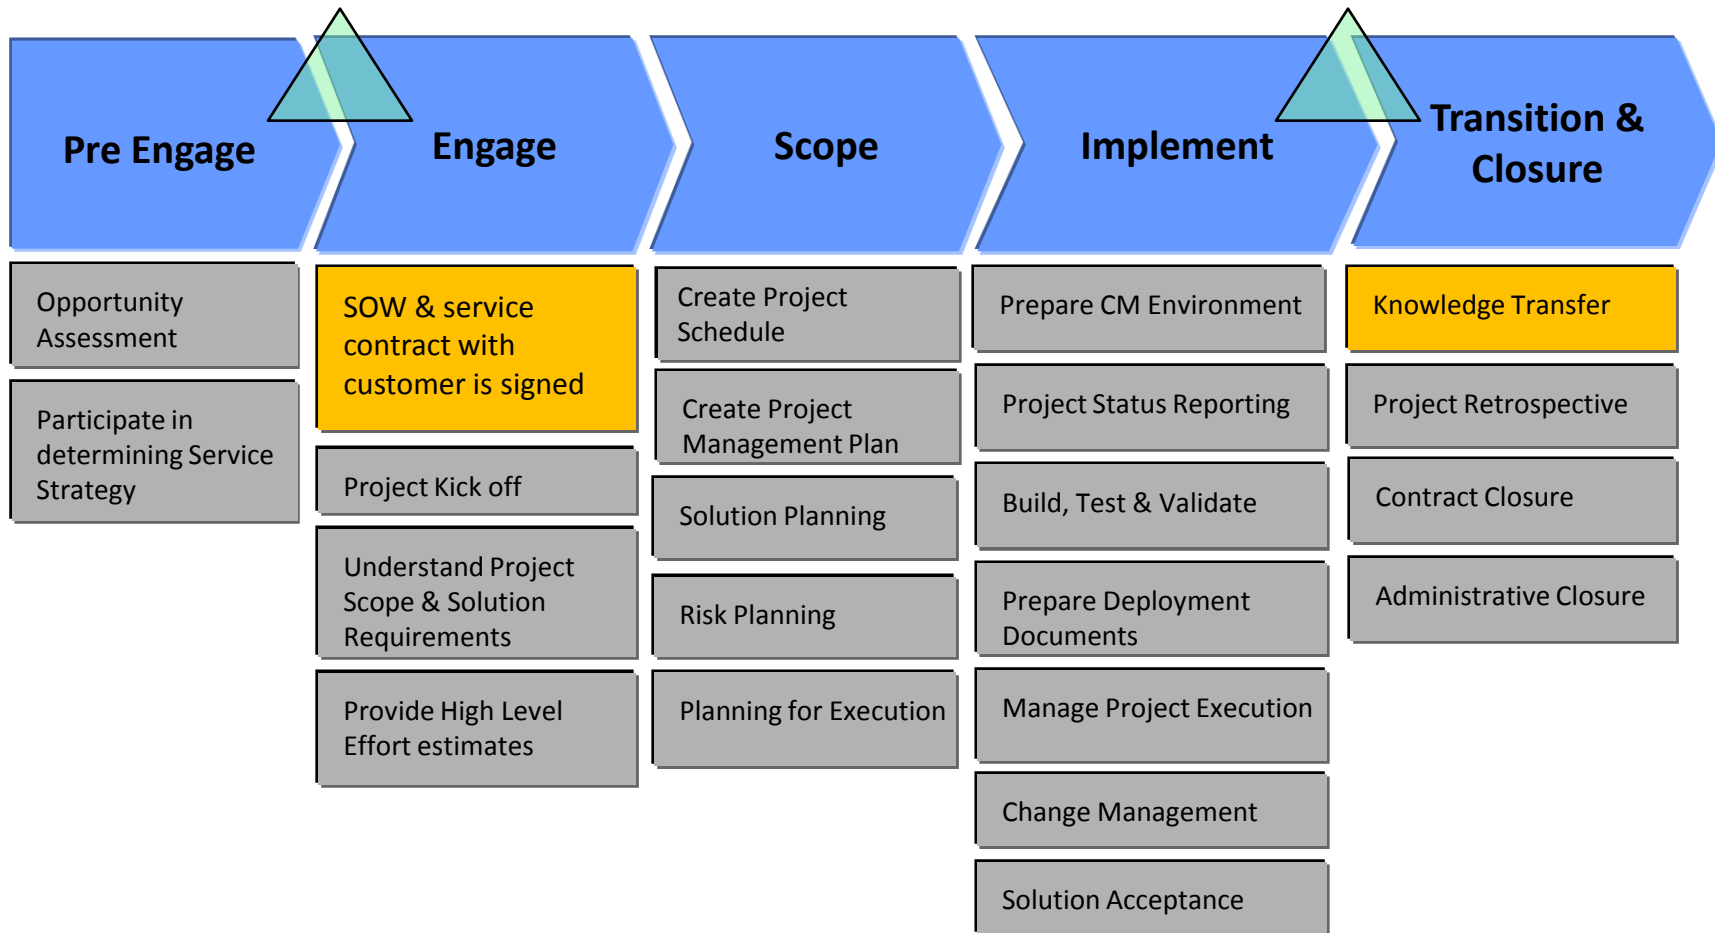 Pre Engage
Engage
Scope
Implement
Transition &
Closure
Opportunity
Assessment
Participate in
determining Service
Strategy
SOW & service
contract with
customer is signed
Project Kick off
Understand Project
Scope & Solution
Requirements
Provide High Level
Effort estimates
Create Project
Schedule
Create Project
Management Plan
Solution Planning
Risk Planning
Planning for Execution
Prepare CM Environment
Project Status Reporting
Build, Test & Validate
Prepare Deployment
Documents
Manage Project Execution
Change Management
Solution Acceptance
Knowledge Transfer
Project Retrospective
Contract Closure
Administrative Closure